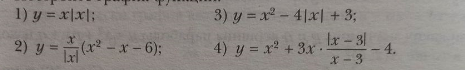 1) y = x|x|; 3) y = x² – 4|x| + 3;
2) y = x/|x| (x² – x – 6); 4) y = x² + 3x · |x – 3|/(x – 3) – 4.